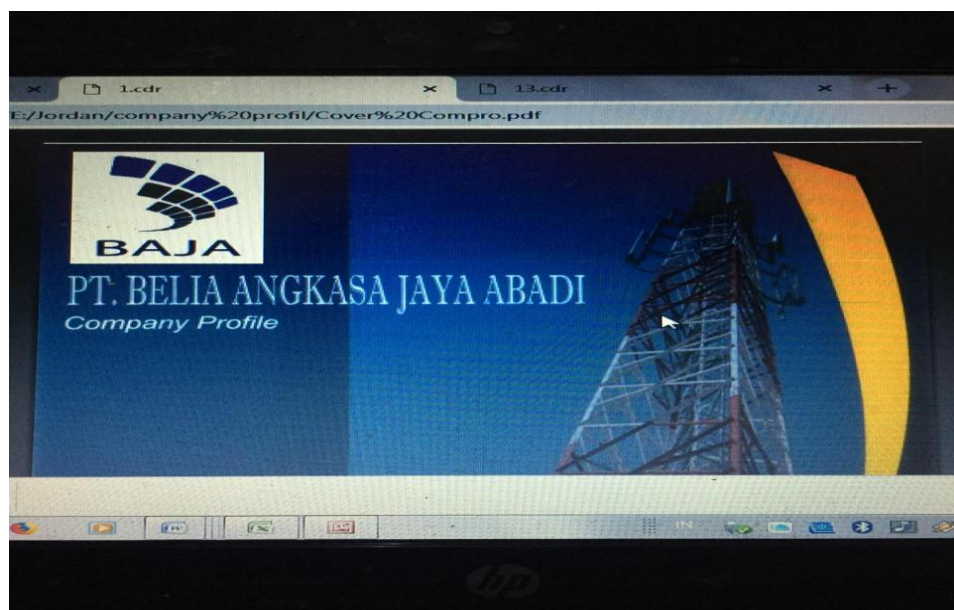 1.cdr
13.cdr
E:/Jordan/company%20profil/Cover%20Compro.pdf
BAJA
PT. BELIA ANGKASA JAYA ABADI
Company Profile
IN
hp